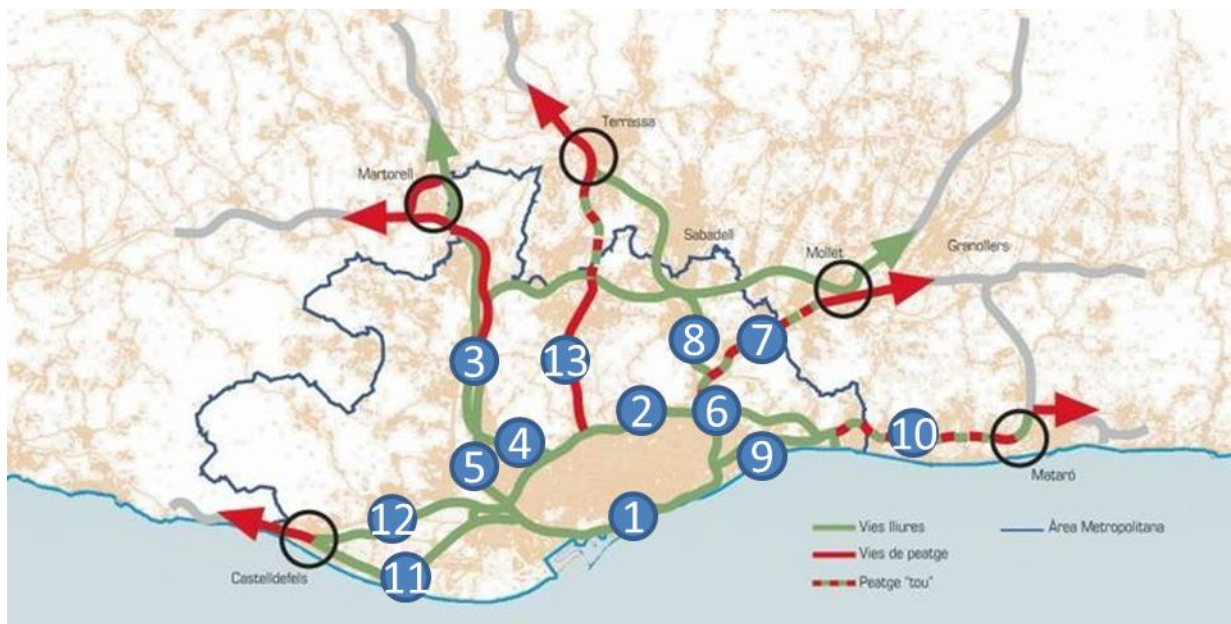 Terrassa
Martorell
Sabadell
Mollet
Granollers
8
7
3
13
2
6
4
10
9
5
Mataró
12
1
Castelldefels
11
Vies lliures
Àrea Metropolitana
Vies de peatge
Peatge "tou"